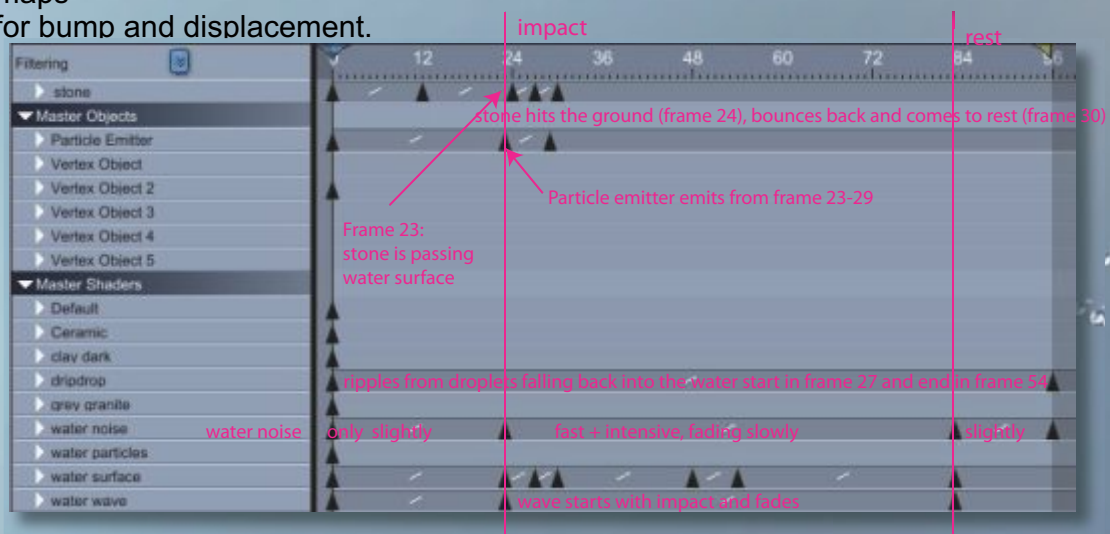 maps
for bump and displacement.
impact
rest
Filtering
12 24 36 48 60 72 84 96
stone
Master Objects
stone hits the ground (frame 24), bounces back and comes to rest (frame 30)
Particle Emitter
Vertex Object
Vertex Object 2
Particle emitter emits from frame 23-29
Vertex Object 3
Vertex Object 4
Vertex Object 5
Frame 23:
stone is passing
water surface
Master Shaders
Default
Ceramic
clay dark
dripdrop
ripples from droplets falling back into the water start in frame 27 and end in frame 54
grey granite
water noise
water noise only slightly fast + intensive, fading slowly slightly
water particles
water surface
water wave
wave starts with impact and fades